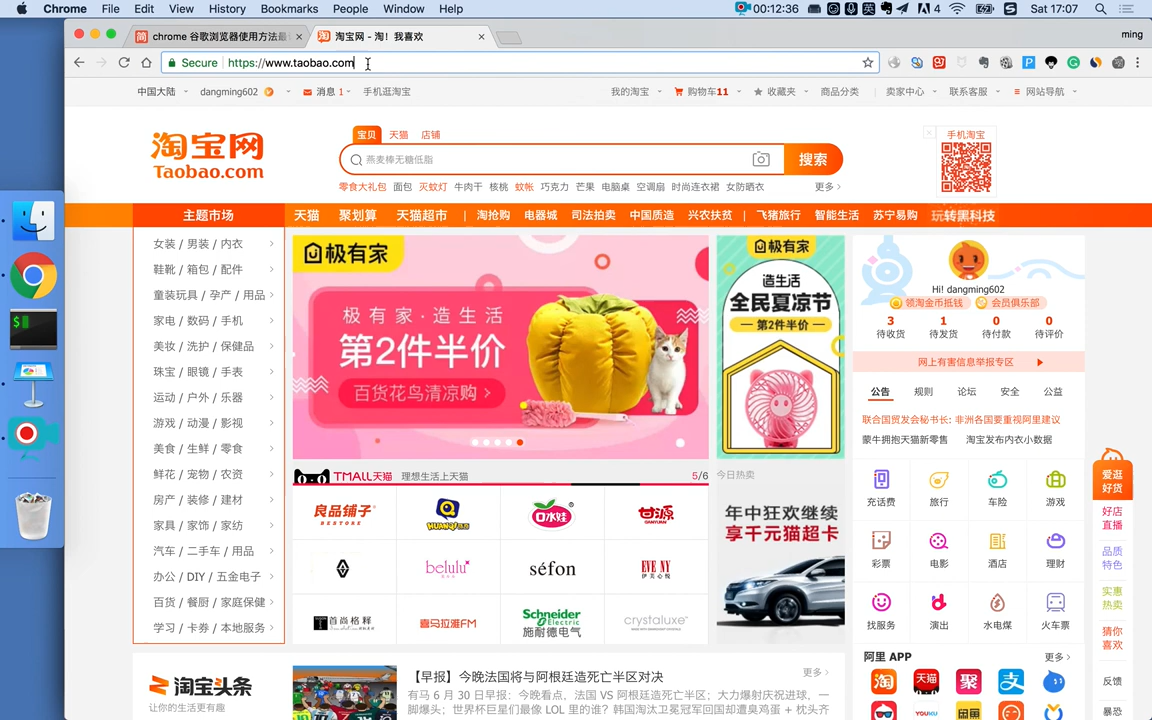 Chrome File Edit View History Bookmarks People Window Help 00:12:36 4 Sat 17:07
chrome 谷歌浏览器使用方法最
淘宝网 - 淘！我喜欢
ming
Secure https://www.taobao.com
中国大陆 dangming602 消息 1 手机逛淘宝 我的淘宝 购物车11 收藏夹 商品分类 卖家中心 联系客服 网站导航
宝贝 天猫 店铺 手机淘宝
淘宝网
Taobao.com
燕麦棒无糖低脂 搜索
零食大礼包 面包 灭蚊灯 牛肉干 核桃 蚊帐 巧克力 芒果 电脑桌 空调扇 时尚连衣裙 女防晒衣 更多
主题市场 天猫 聚划算 天猫超市 | 淘抢购 电器城 司法拍卖 中国质造 兴农扶贫 | 飞猪旅行 智能生活 苏宁易购 玩转黑科技
女装 / 男装 / 内衣
鞋靴 / 箱包 / 配件
童装玩具 / 孕产 / 用品
家电 / 数码 / 手机
美妆 / 洗护 / 保健品
珠宝 / 眼镜 / 手表
运动 / 户外 / 乐器
游戏 / 动漫 / 影视
美食 / 生鲜 / 零食
鲜花 / 宠物 / 农资
房产 / 装修 / 建材
家具 / 家饰 / 家纺
汽车 / 二手车 / 用品
办公 / DIY / 五金电子
百货 / 餐厨 / 家庭保健
学习 / 卡券 / 本地服务
极有家
极有家·造生活
第2件半价
百货花鸟清凉购 >
极有家
造生活
全民夏凉节
第2件半价
Hi! dangming602
领淘金币抵钱 会员俱乐部
3 1 0 0
待收货 待发货 待付款 待评价
网上有害信息举报专区
公告 规则 论坛 安全 公益
联合国贸发会秘书长: 非洲各国要重视阿里建议
蒙牛拥抱天猫新零售 淘宝发布内衣小数据
TMALL天猫 理想生活上天猫 5/6
今日热卖
良品铺子
BESTORE
HUANQI
口水娃
甘源
GANYUAN
belulu
séfon
EVE NY
伊芙心悦
首尚格释
喜马拉雅FM
Schneider
Electric
施耐德电气
crystaluxe
年中狂欢继续
享千元猫超卡
充话费 旅行 车险 游戏
彩票 电影 酒店 理财
找服务 演出 水电煤 火车票
阿里 APP 更多
淘 天猫 聚 支
YOUKU 闲鱼
爱逛
好货
好店
直播
品质
特色
实惠
热卖
猜你
喜欢
反馈
暴恐
淘宝头条
让你的生活更有趣
【早报】今晚法国将与阿根廷造死亡半区对决 更多
有马 6 月 30 日早报：今晚看点，法国 VS 阿根廷造死亡半区；大力爆射庆祝进球，一
脚爆头；世界杯巨星们最像 LOL 里的谁？韩国淘汰卫冕冠军回国却遭臭鸡蛋 + 枕头齐